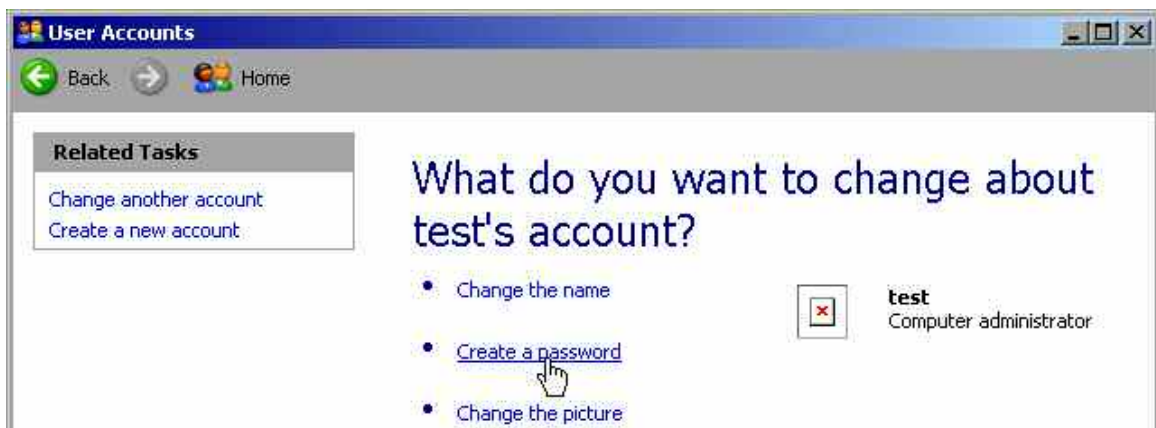 User Accounts
Back
Home
Related Tasks
Change another account
Create a new account
What do you want to change about
test's account?
Change the name
Create a password
Change the picture
test
Computer administrator